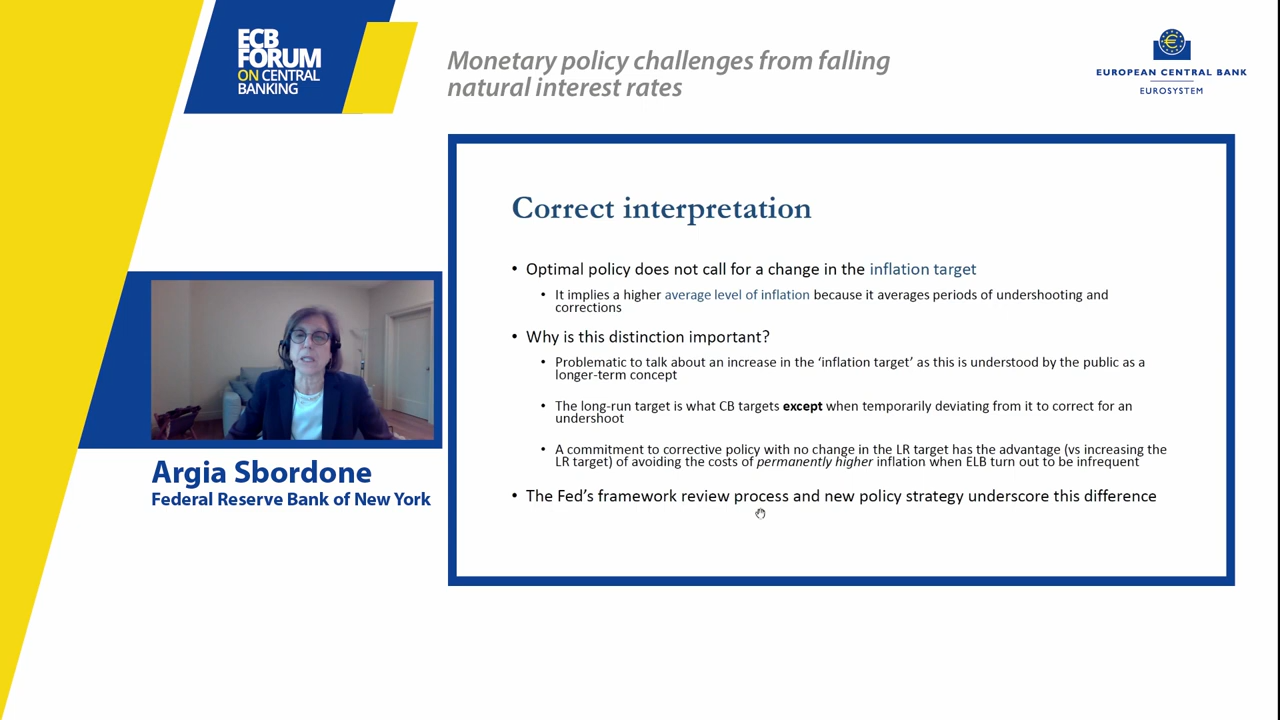 ECB
FORUM
ON CENTRAL
BANKING
Monetary policy challenges from falling
natural interest rates
EUROPEAN CENTRAL BANK
EUROSYSTEM
Correct interpretation
• Optimal policy does not call for a change in the inflation target
• It implies a higher average level of inflation because it averages periods of undershooting and
corrections
• Why is this distinction important?
• Problematic to talk about an increase in the ‘inflation target’ as this is understood by the public as a
longer-term concept
• The long-run target is what CB targets except when temporarily deviating from it to correct for an
undershoot
• A commitment to corrective policy with no change in the LR target has the advantage (vs increasing the
LR target) of avoiding the costs of permanently higher inflation when ELB turn out to be infrequent
• The Fed’s framework review process and new policy strategy underscore this difference
Argia Sbordone
Federal Reserve Bank of New York